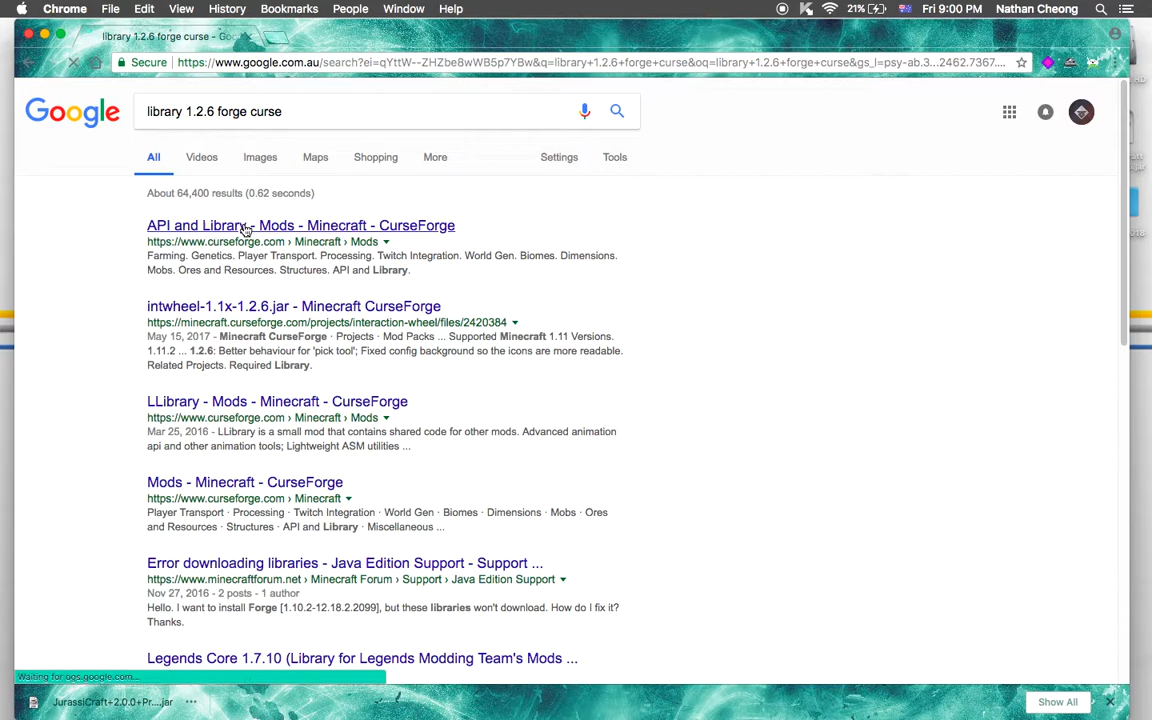 Chrome File Edit View History Bookmarks People Window Help 21% Fri 9:00 PM Nathan Cheong
library 1.2.6 forge curse - Goo
Secure https://www.google.com.au/search?ei=qYttW--ZHZbe8wWB5p7YBw&q=library+1.2.6+forge+curse&oq=library+1.2.6+forge+curse&gs_l=psy-ab.3...2462.7367....
Google library 1.2.6 forge curse
All Videos Images Maps Shopping More Settings Tools
About 64,400 results (0.62 seconds)
API and Library - Mods - Minecraft - CurseForge
https://www.curseforge.com › Minecraft › Mods
Farming. Genetics. Player Transport. Processing. Twitch Integration. World Gen. Biomes. Dimensions.
Mobs. Ores and Resources. Structures. API and Library.
intwheel-1.1x-1.2.6.jar - Minecraft CurseForge
https://minecraft.curseforge.com/projects/interaction-wheel/files/2420384
May 15, 2017 - Minecraft CurseForge · Projects · Mod Packs ... Supported Minecraft 1.11 Versions.
1.11.2 ... 1.2.6: Better behaviour for 'pick tool'; Fixed config background so the icons are more readable.
Related Projects. Required Library.
LLibrary - Mods - Minecraft - CurseForge
https://www.curseforge.com › Minecraft › Mods
Mar 25, 2016 - LLibrary is a small mod that contains shared code for other mods. Advanced animation
api and other animation tools; Lightweight ASM utilities ...
Mods - Minecraft - CurseForge
https://www.curseforge.com › Minecraft
Player Transport · Processing · Twitch Integration · World Gen · Biomes · Dimensions · Mobs · Ores
and Resources · Structures · API and Library · Miscellaneous ...
Error downloading libraries - Java Edition Support - Support ...
https://www.minecraftforum.net › Minecraft Forum › Support › Java Edition Support
Nov 27, 2016 - 2 posts - 1 author
Hello. I want to install Forge [1.10.2-12.18.2.2099], but these libraries won't download. How do I fix it?
Thanks.
Legends Core 1.7.10 (Library for Legends Modding Team's Mods ...
Waiting for ogs.google.com...
JurassiCraft+2.0.0+Pr....jar Show All